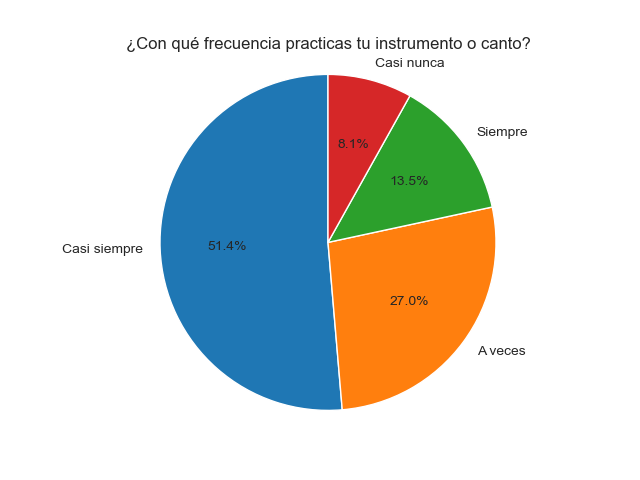 ¿Con qué frecuencia practicas tu instrumento o canto?
Casi nunca
8.1%
Siempre
13.5%
Casi siempre
51.4%
27.0%
A veces